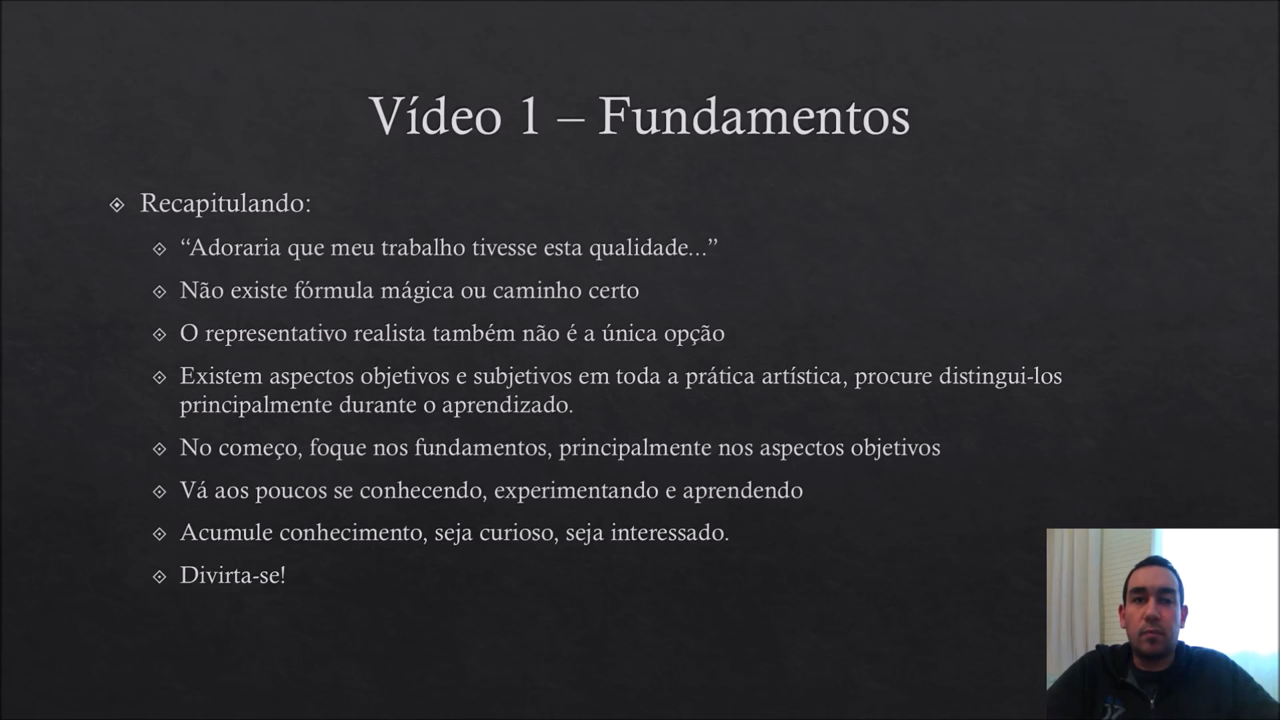 Vídeo 1 – Fundamentos
Recapitulando:
“Adoraria que meu trabalho tivesse esta qualidade...”
Não existe fórmula mágica ou caminho certo
O representativo realista também não é a única opção
Existem aspectos objetivos e subjetivos em toda a prática artística, procure distingui-los
principalmente durante o aprendizado.
No começo, foque nos fundamentos, principalmente nos aspectos objetivos
Vá aos poucos se conhecendo, experimentando e aprendendo
Acumule conhecimento, seja curioso, seja interessado.
Divirta-se!